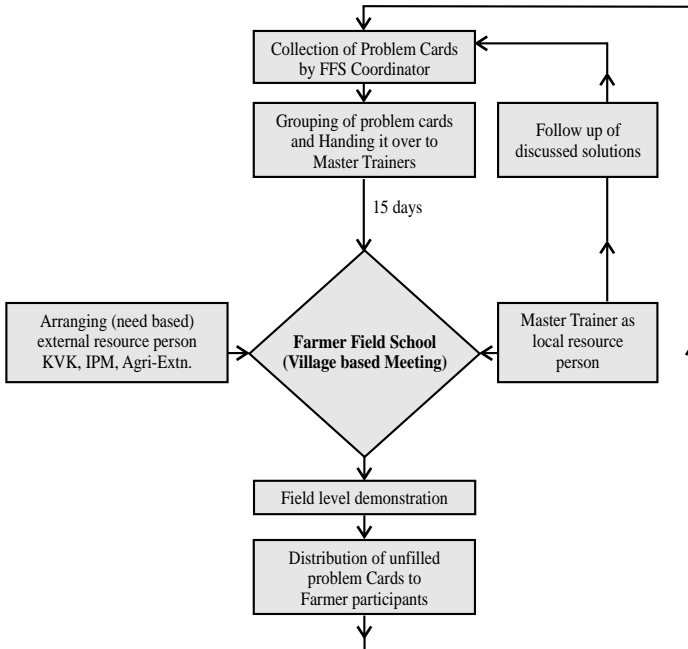 Collection of Problem Cards
by FFS Coordinator
Grouping of problem cards
and Handing it over to
Master Trainers
Follow up of
discussed solutions
15 days
Arranging (need based)
external resource person
KVK, IPM, Agri-Extn.
Farmer Field School
(Village based Meeting)
Master Trainer as
local resource
person
Field level demonstration
Distribution of unfilled
problem Cards to
Farmer participants